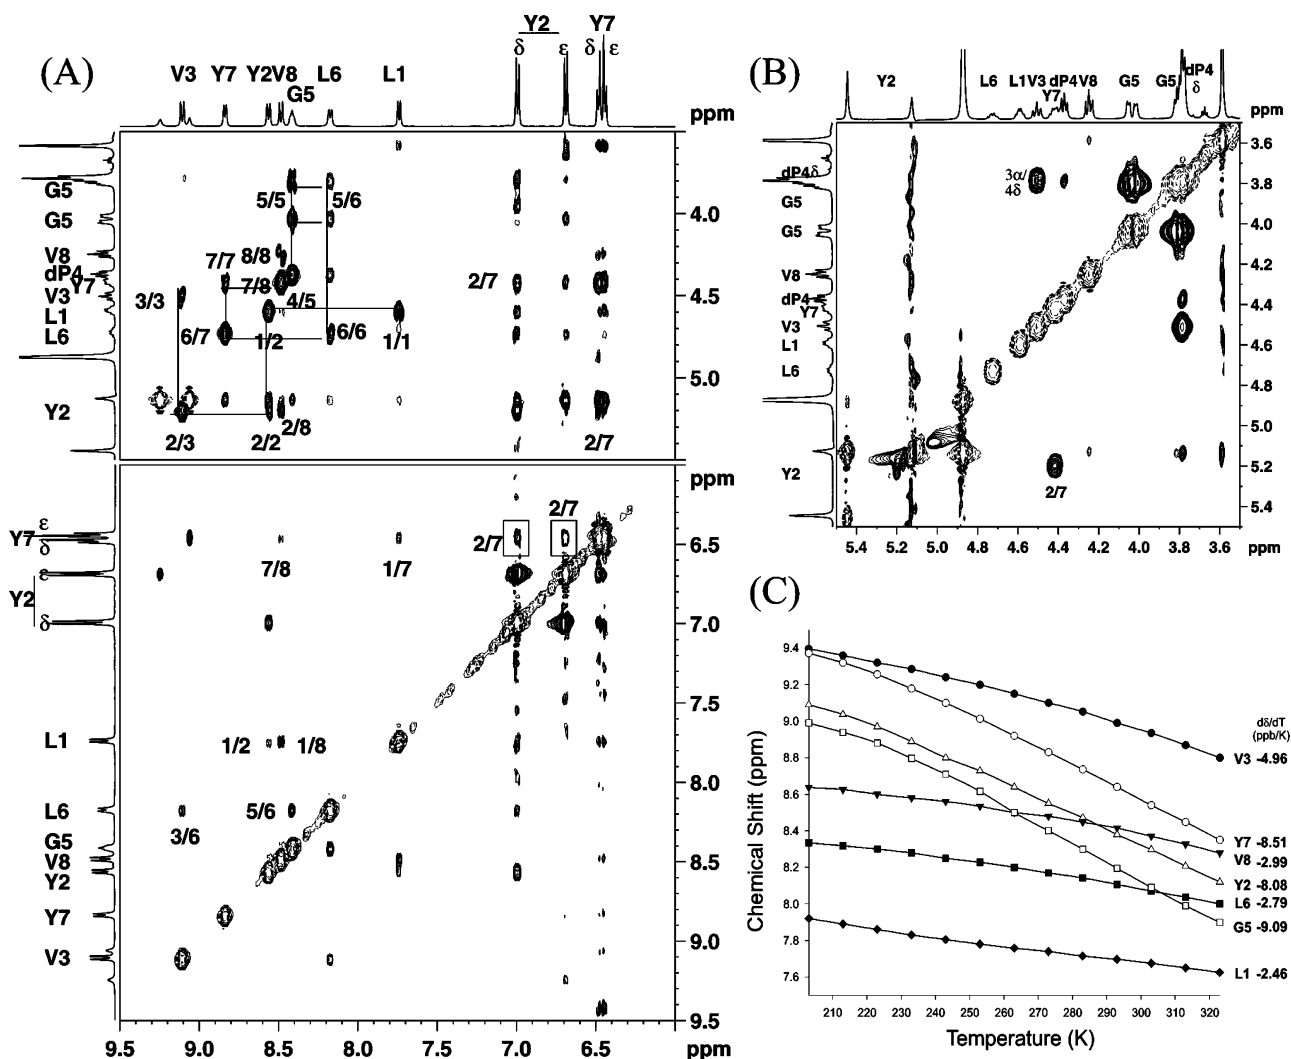 (A)
Y2
Y7
δ ε δ ε
V3 Y7 Y2 V8 L6 L1
G5
ppm
G5
G5
V8
dP4
Y7
V3
L1
L6
Y2
5/5 5/6
8/8
7/7
7/8
3/3
4/5
6/7 1/2 6/6 1/1
2/7
2/8
2/3 2/2 2/7
4.0
4.5
5.0
ppm
ε
Y7
δ
ε
Y2
δ
L1
L6
G5
V8
Y2
Y7
V3
2/7
2/7
7/8 1/7
1/2 1/8
5/6
3/6
6.5
7.0
7.5
8.0
8.5
9.0
9.5
9.5 9.0 8.5 8.0 7.5 7.0 6.5 ppm
(B)
Y2 L6 L1 V3 dP4 V8 G5 G5 dP4
Y7 δ
ppm
dP4δ
G5
G5
V8
dP4
Y7
V3
L1
L6
Y2
3α/
4δ
2/7
3.6
3.8
4.0
4.2
4.4
4.6
4.8
5.0
5.2
5.4
5.4 5.2 5.0 4.8 4.6 4.4 4.2 4.0 3.8 3.6
ppm ppm
(C)
Chemical Shift (ppm)
9.4
9.2
9.0
8.8
8.6
8.4
8.2
8.0
7.8
7.6
dδ/dT
(ppb/K)
V3 -4.96
Y7 -8.51
V8 -2.99
Y2 -8.08
L6 -2.79
G5 -9.09
L1 -2.46
210 220 230 240 250 260 270 280 290 300 310 320
Temperature (K)